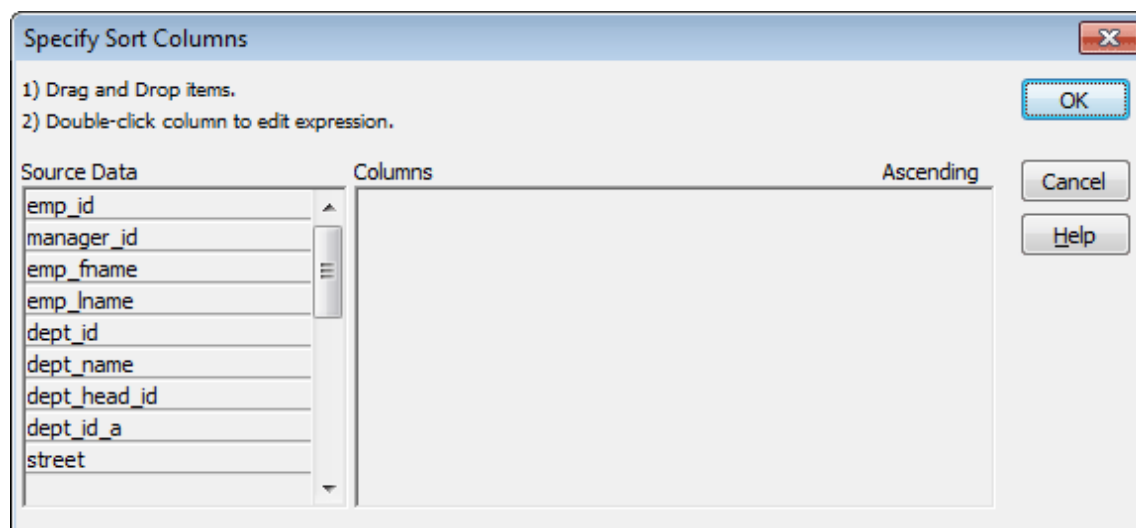 Specify Sort Columns
1) Drag and Drop items.
2) Double-click column to edit expression.
OK
Source Data Columns Ascending
Cancel
Help
emp_id
manager_id
emp_fname
emp_lname
dept_id
dept_name
dept_head_id
dept_id_a
street